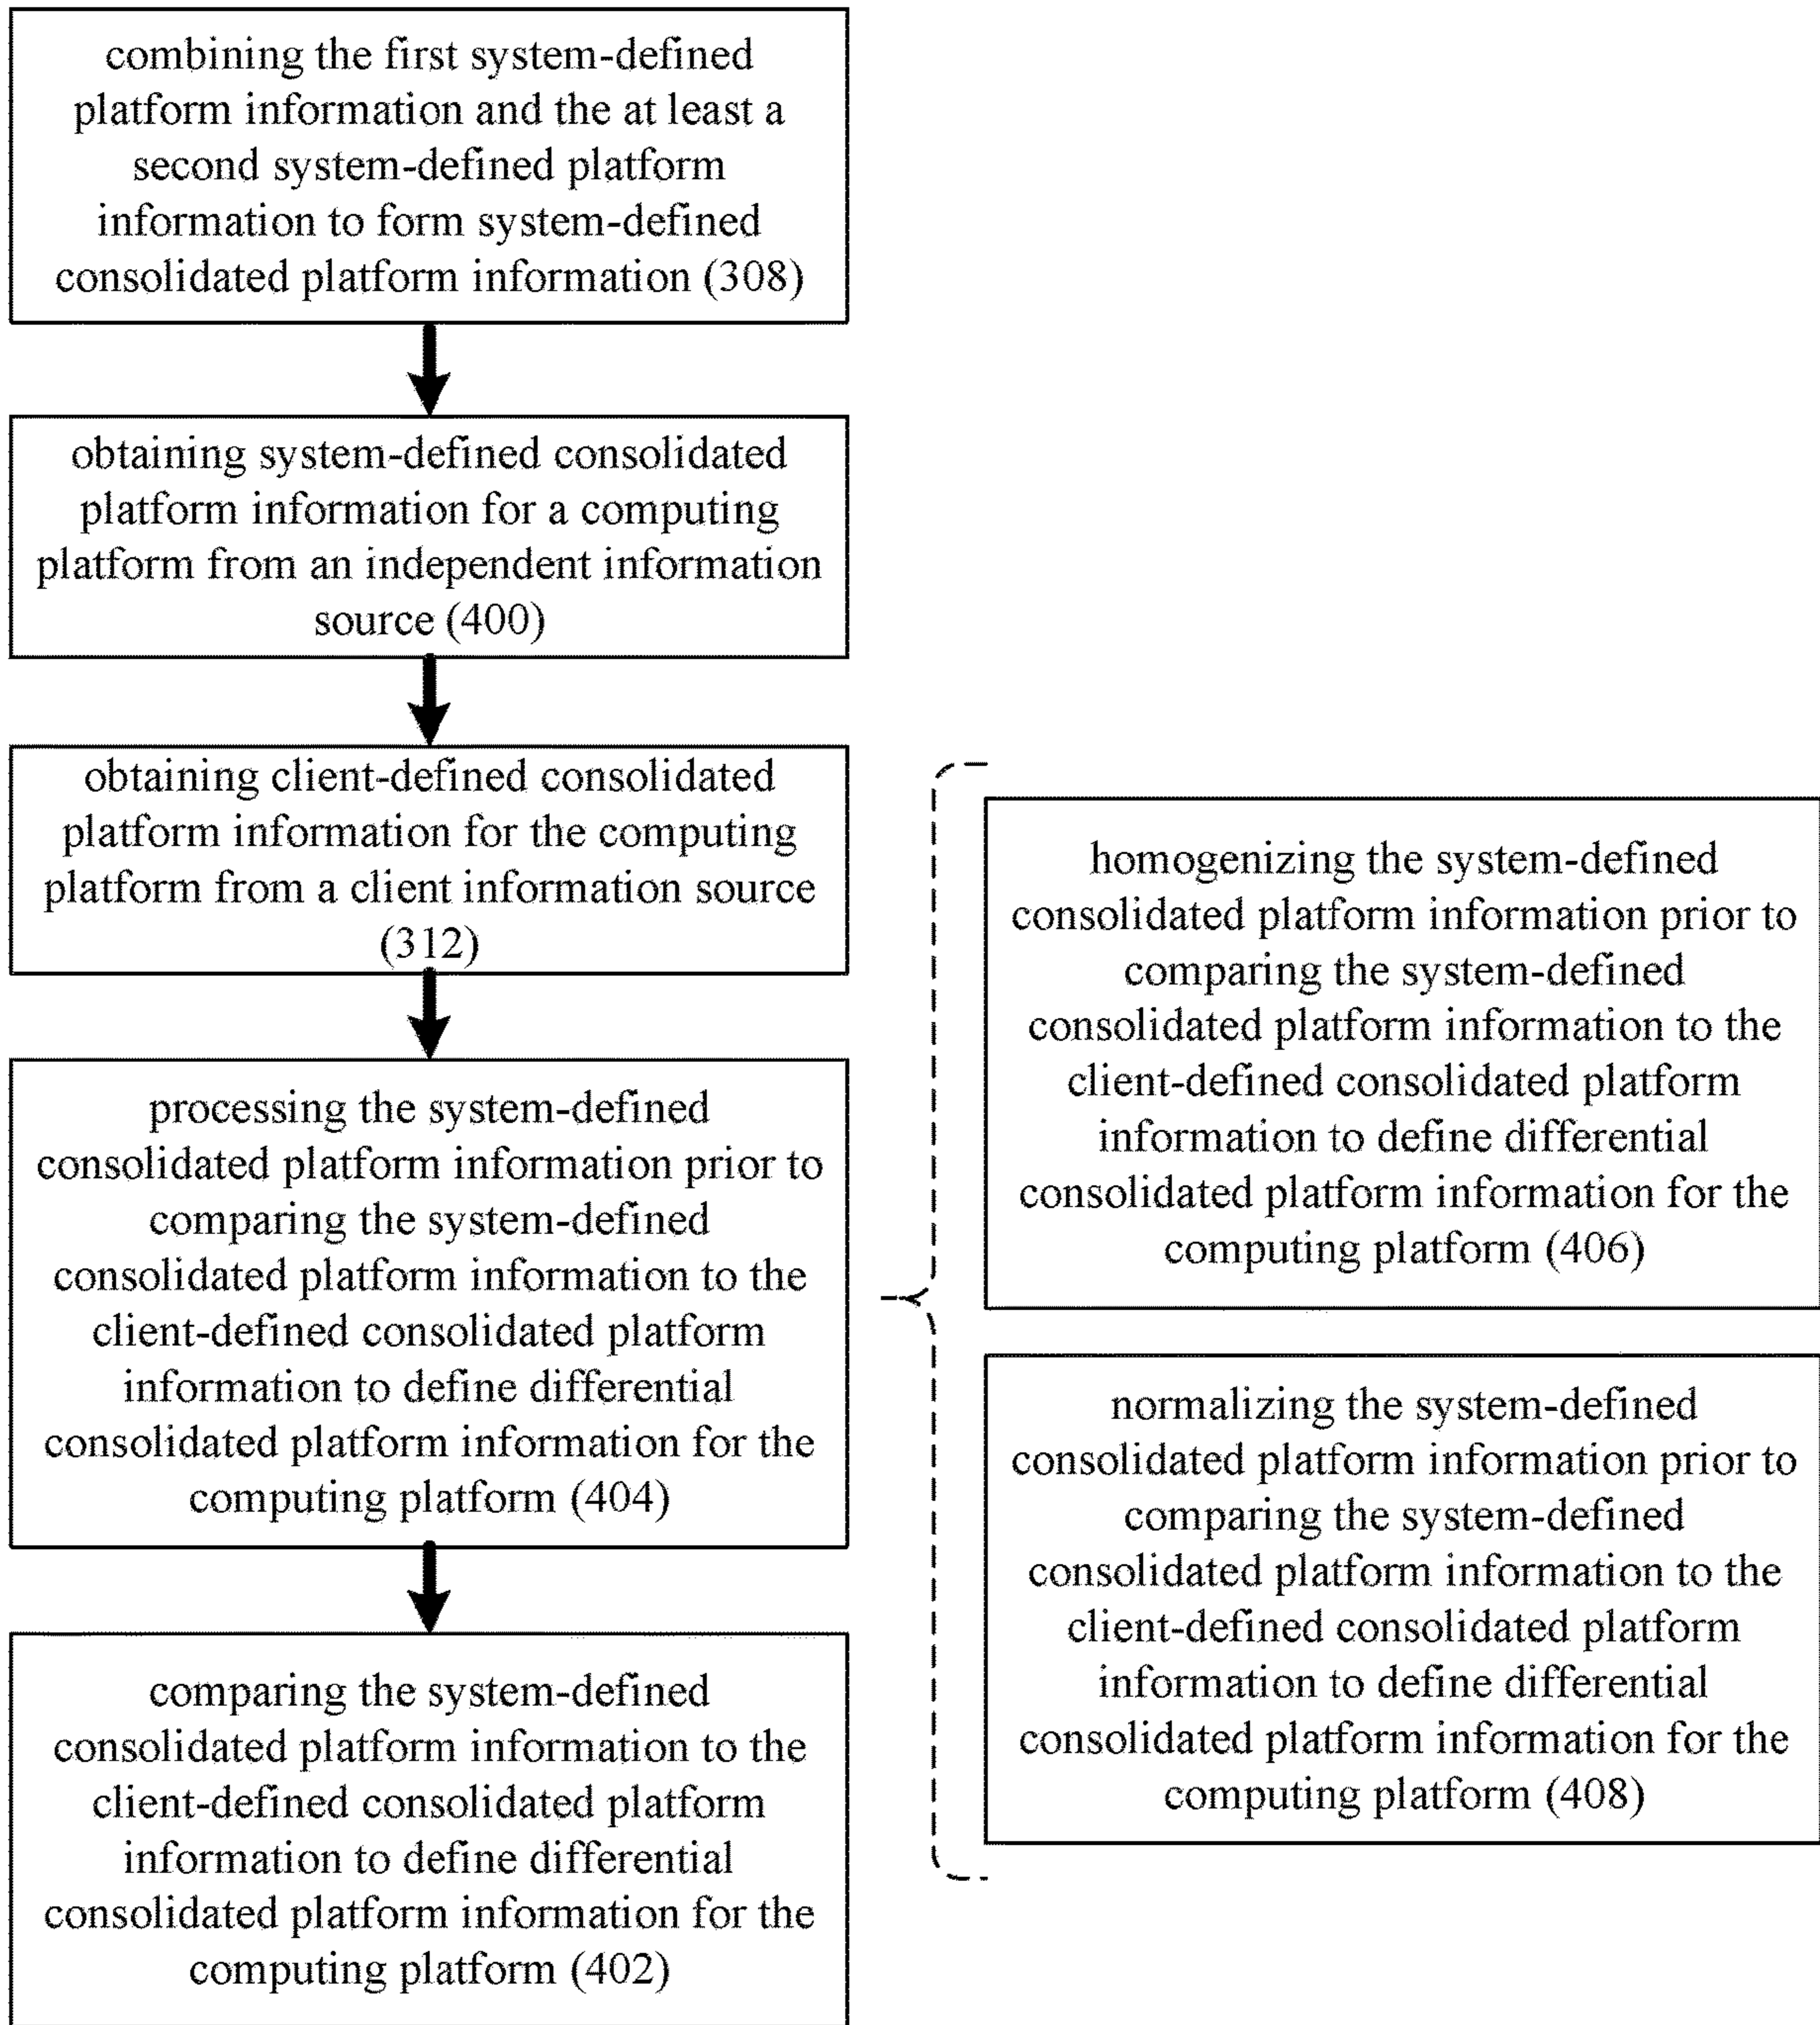 combining the first system-defined
platform information and the at least a
second system-defined platform
information to form system-defined
consolidated platform information (308)
obtaining system-defined consolidated
platform information for a computing
platform from an independent information
source (400)
obtaining client-defined consolidated
platform information for the computing
platform from a client information source
(312)
processing the system-defined
consolidated platform information prior to
comparing the system-defined
consolidated platform information to the
client-defined consolidated platform
information to define differential
consolidated platform information for the
computing platform (404)
comparing the system-defined
consolidated platform information to the
client-defined consolidated platform
information to define differential
consolidated platform information for the
computing platform (402)
homogenizing the system-defined
consolidated platform information prior to
comparing the system-defined
consolidated platform information to the
client-defined consolidated platform
information to define differential
consolidated platform information for the
computing platform (406)
normalizing the system-defined
consolidated platform information prior to
comparing the system-defined
consolidated platform information to the
client-defined consolidated platform
information to define differential
consolidated platform information for the
computing platform (408)